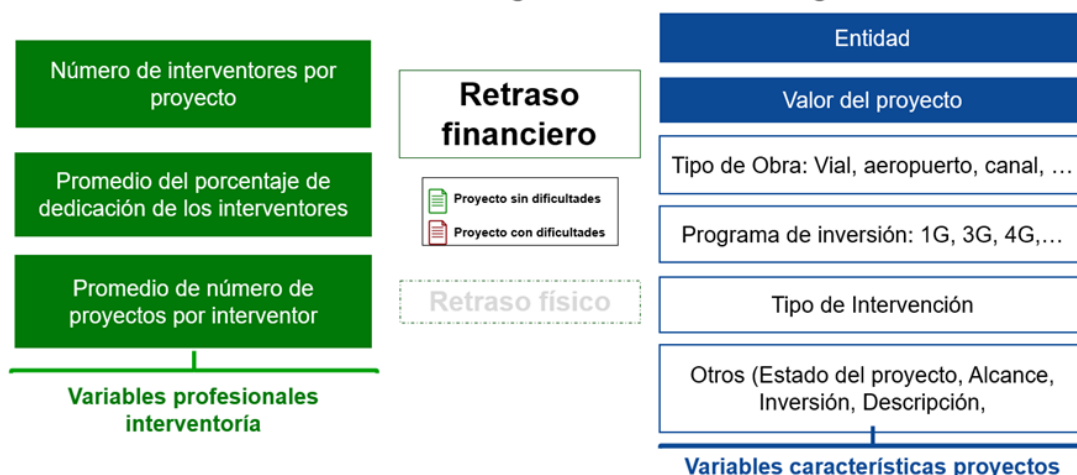 Número de interventores por
proyecto
Promedio del porcentaje de
dedicación de los interventores
Promedio de número de
proyectos por interventor
Variables profesionales
interventoría
Retraso
financiero
Proyecto sin dificultades
Proyecto con dificultades
Retraso físico
Entidad
Valor del proyecto
Tipo de Obra: Vial, aeropuerto, canal, …
Programa de inversión: 1G, 3G, 4G,…
Tipo de Intervención
Otros (Estado del proyecto, Alcance,
Inversión, Descripción,
Variables características proyectos